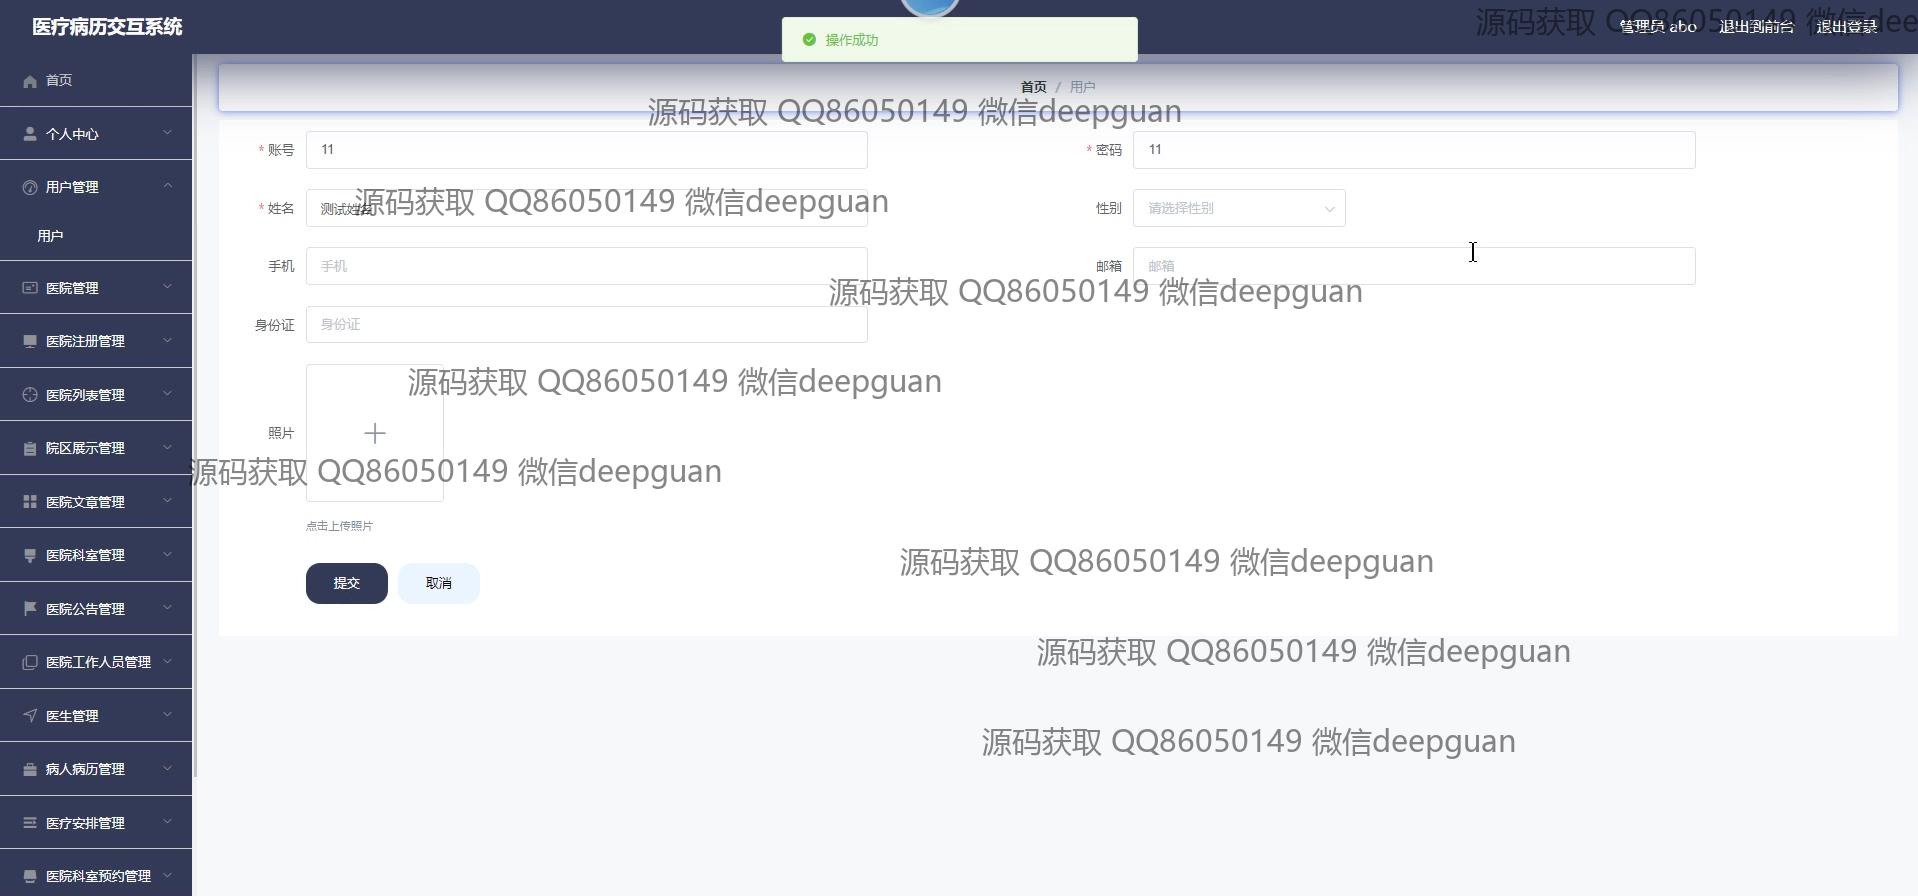 医疗病历交互系统
操作成功
源码获取 QQ86050149 微信deepguan
管理员 abo 退出到前台 退出登录
首页
个人中心
用户管理
用户
医院管理
医院注册管理
医院列表管理
院区展示管理
医院文章管理
医院科室管理
医院公告管理
医院工作人员管理
医生管理
病人病历管理
医疗安排管理
医院科室预约管理
首页 / 用户
源码获取 QQ86050149 微信deepguan
* 账号 11
* 密码 11
* 姓名 测试姓名
源码获取 QQ86050149 微信deepguan
性别 请选择性别
手机 手机
邮箱 邮箱
源码获取 QQ86050149 微信deepguan
身份证 身份证
源码获取 QQ86050149 微信deepguan
照片
源码获取 QQ86050149 微信deepguan
点击上传照片
源码获取 QQ86050149 微信deepguan
提交 取消
源码获取 QQ86050149 微信deepguan
源码获取 QQ86050149 微信deepguan